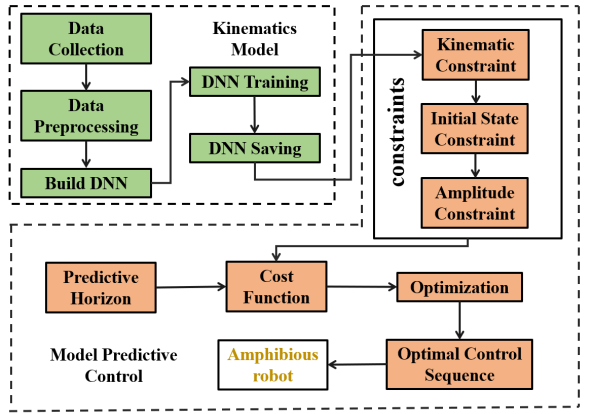 Data
Collection
Data
Preprocessing
Build DNN
Kinematics
Model
DNN Training
DNN Saving
constraints
Kinematic
Constraint
Initial State
Constraint
Amplitude
Constraint
Predictive
Horizon
Cost
Function
Optimization
Model Predictive
Control
Amphibious
robot
Optimal Control
Sequence